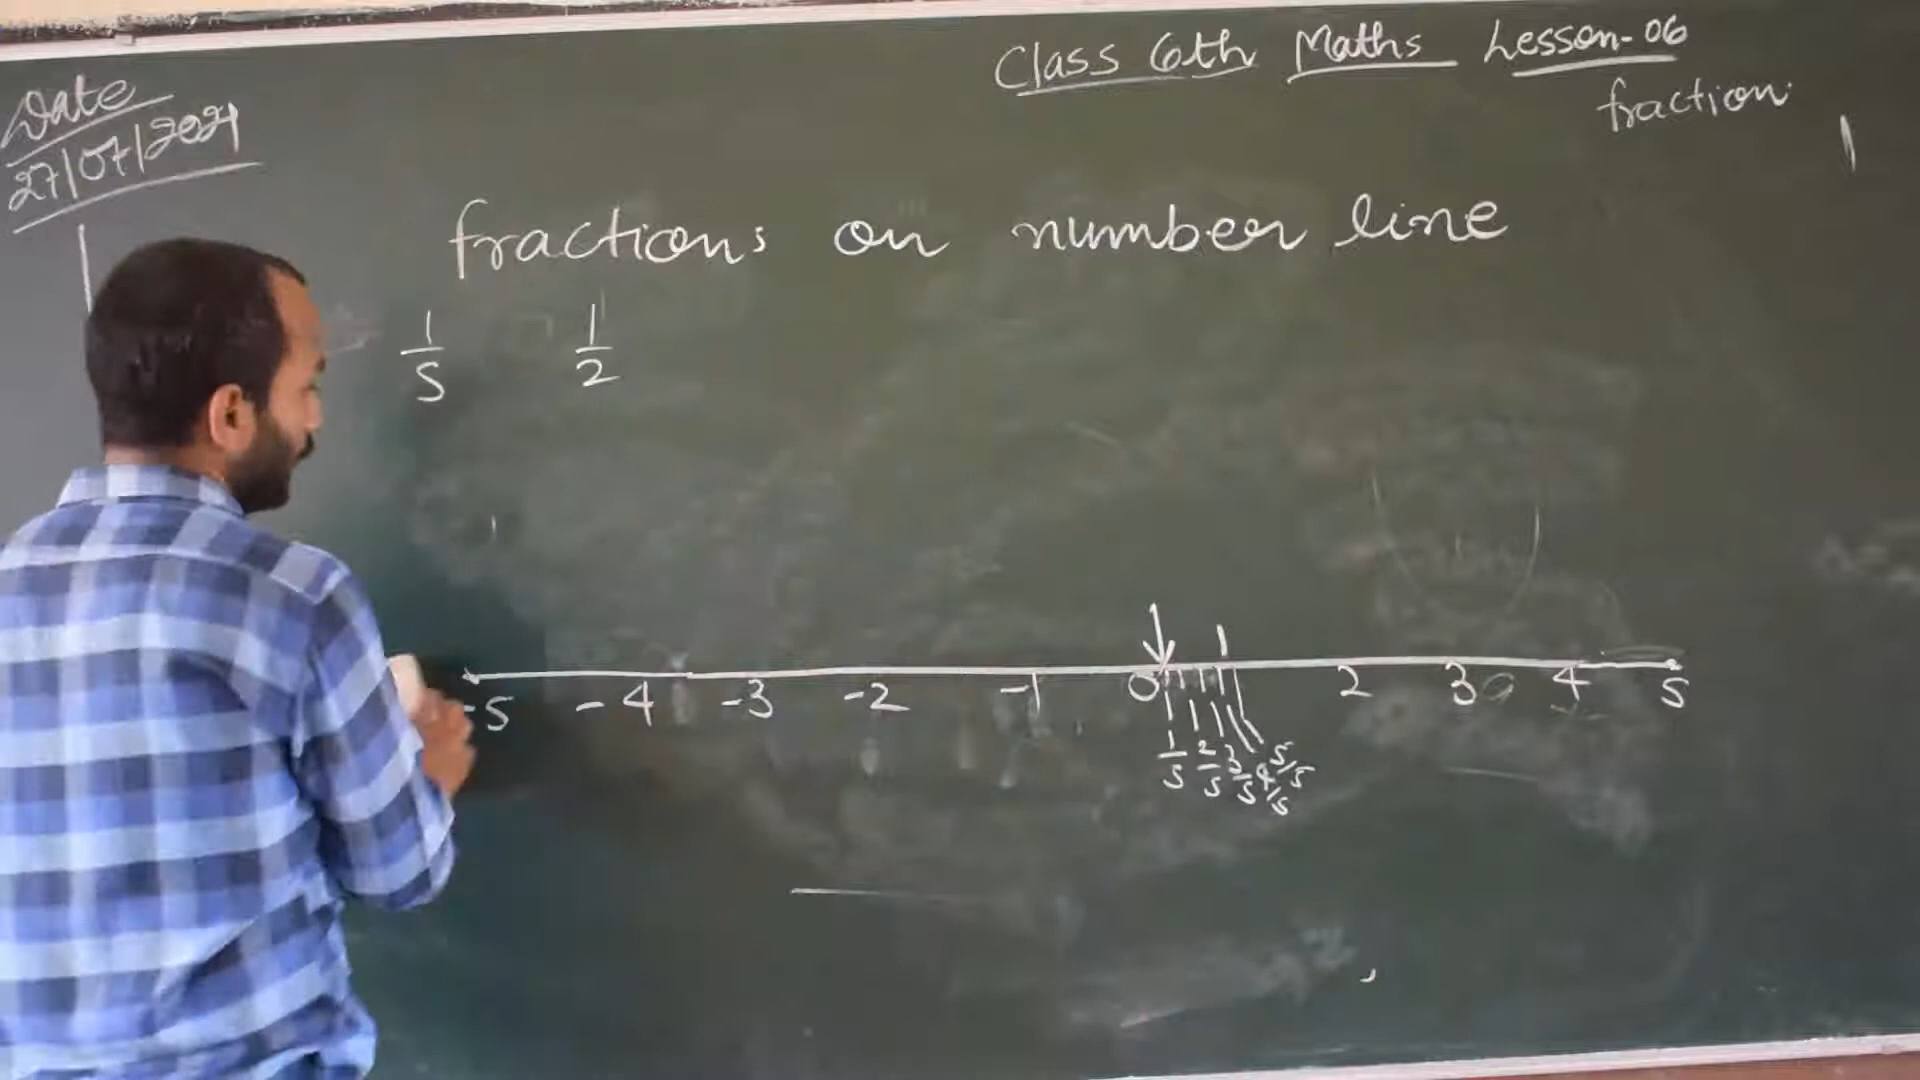 Class 6th Maths Lesson-06
fraction
Date
27/07/2021
fractions on number line
1/5 1/2
1
-5 -4 -3 -2 -1 0 2 3 4 5
1/5 2/5 3/5 4/5 5/5